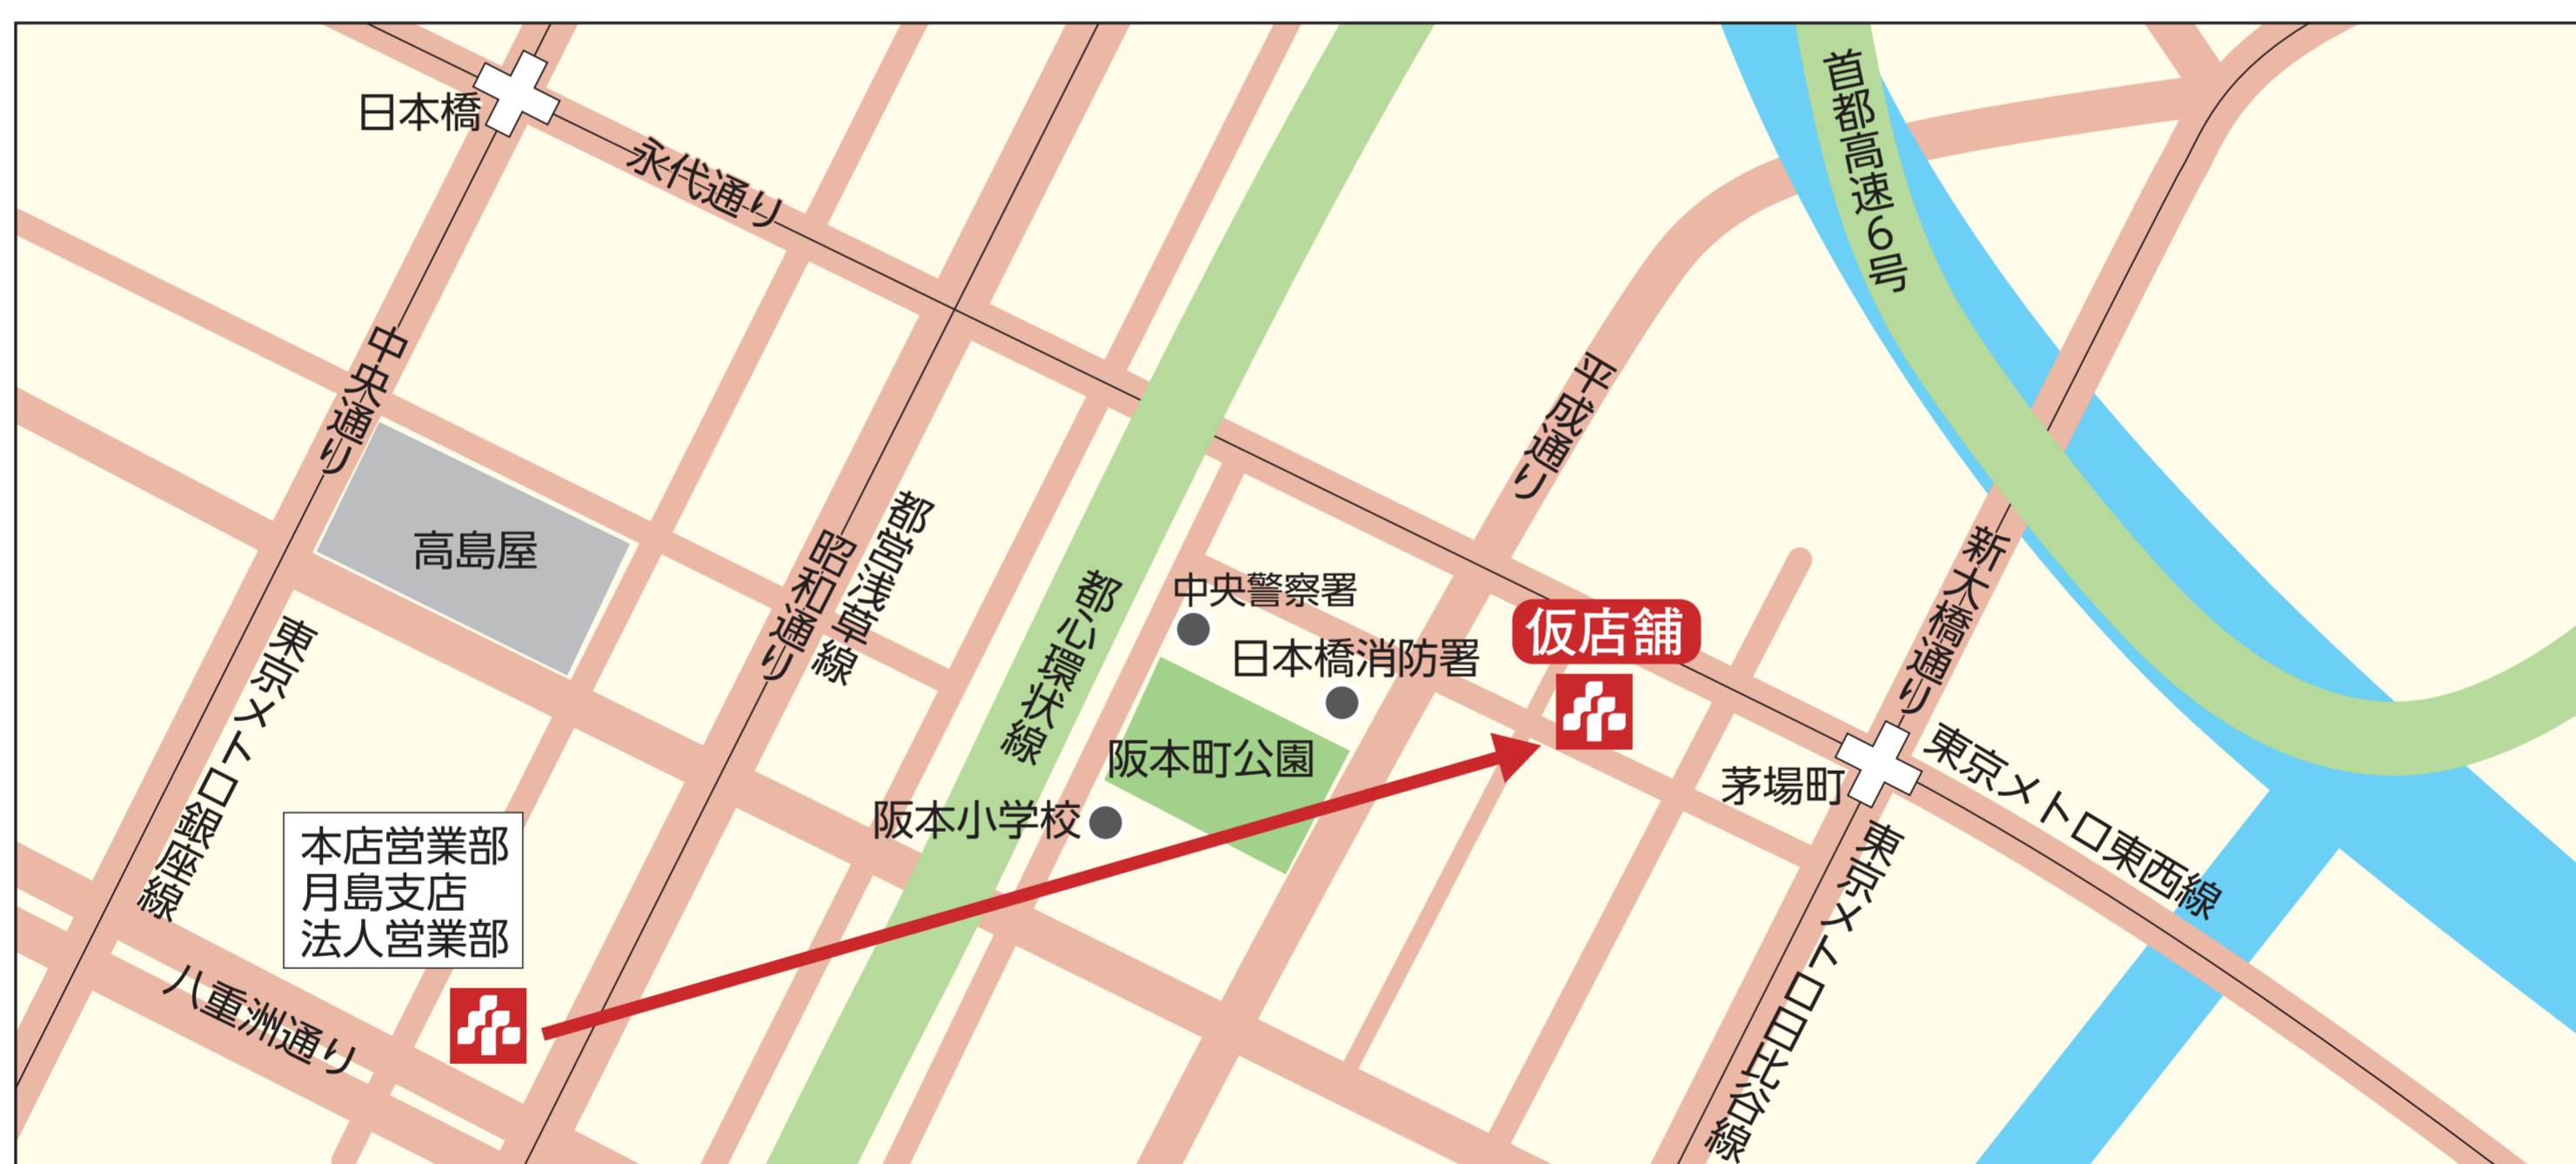 日本橋
永代通り
首都高速6号
中央通り
平成通り
高島屋
都営浅草線
昭和通り
新大橋通り
都心環状線
中央警察署
日本橋消防署
仮店舗
東京メトロ銀座線
阪本町公園
茅場町
東京メトロ東西線
阪本小学校
東京メトロ日比谷線
本店営業部
月島支店
法人営業部
八重洲通り